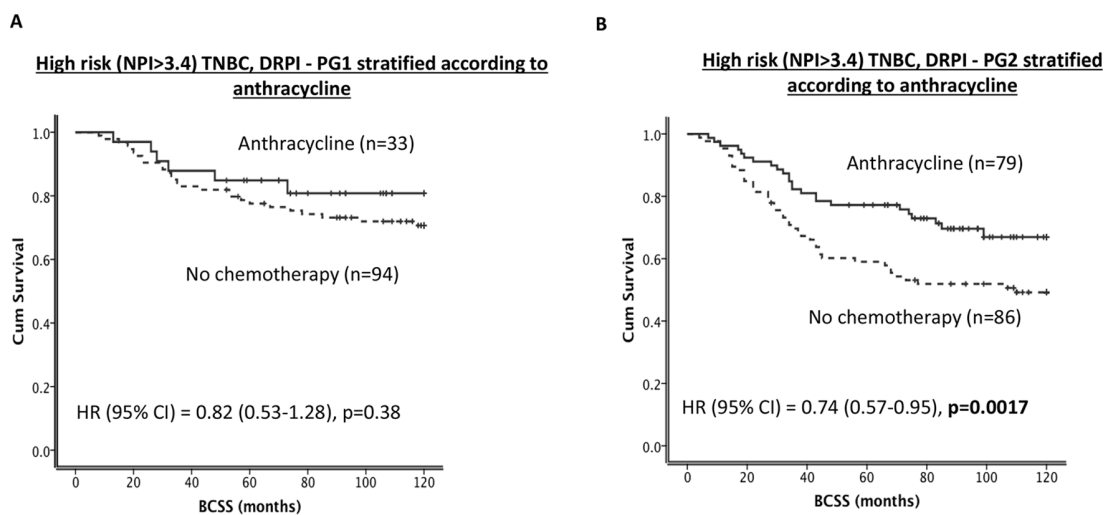 A
High risk (NPI>3.4) TNBC, DRPI - PG1 stratified according to
anthracycline
1.0
0.8
0.6
0.4
0.2
0.0
Cum Survival
Anthracycline (n=33)
No chemotherapy (n=94)
HR (95% CI) = 0.82 (0.53-1.28), p=0.38
0 20 40 60 80 100 120
BCSS (months)
B
High risk (NPI>3.4) TNBC, DRPI - PG2 stratified
according to anthracycline
1.0
0.8
0.6
0.4
0.2
0.0
Cum Survival
Anthracycline (n=79)
No chemotherapy (n=86)
HR (95% CI) = 0.74 (0.57-0.95), p=0.0017
0 20 40 60 80 100 120
BCSS (months)